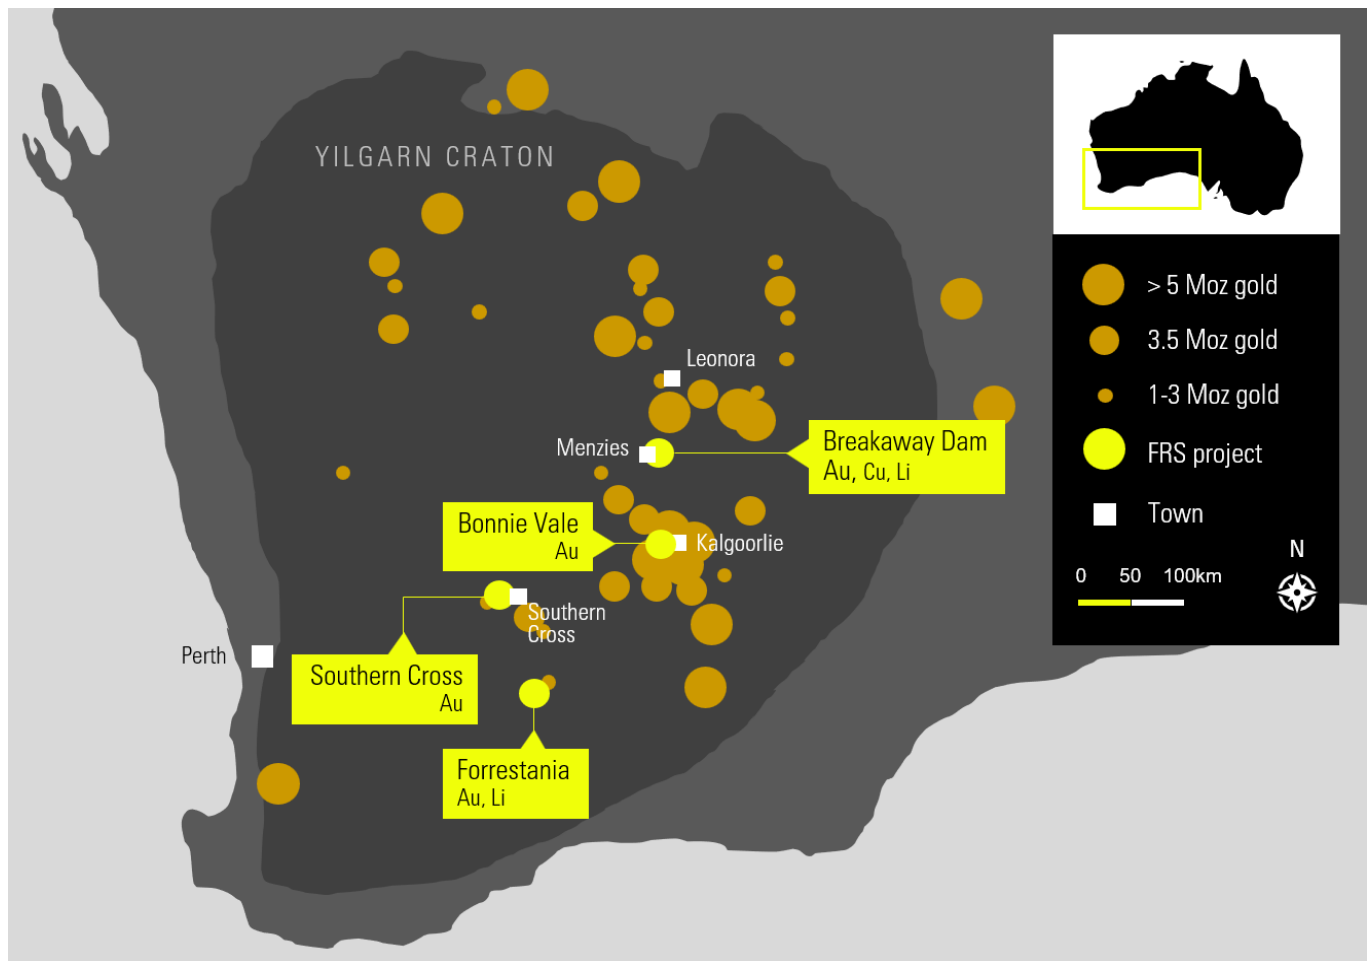 YILGARN CRATON
Leonora
Menzies
Breakaway Dam
Au, Cu, Li
Bonnie Vale
Au
Kalgoorlie
Southern
Cross
Perth
Southern Cross
Au
Forrestania
Au, Li
> 5 Moz gold
3.5 Moz gold
1-3 Moz gold
FRS project
Town
N
0 50 100km